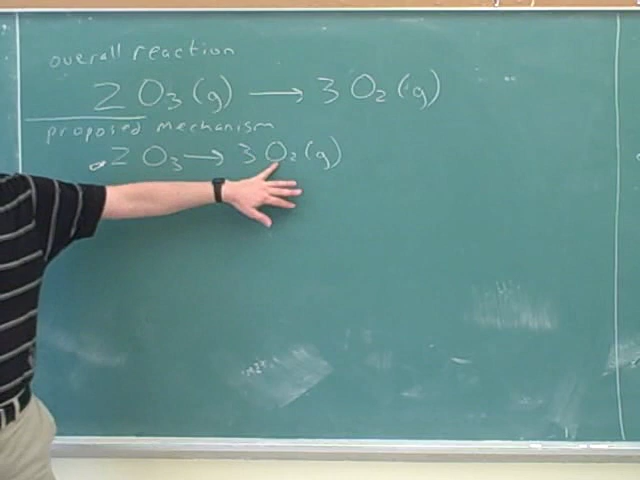 overall reaction
2 O₃ (g) → 3 O₂ (g)
proposed mechanism
2 O₃ → 3 O₂ (g)